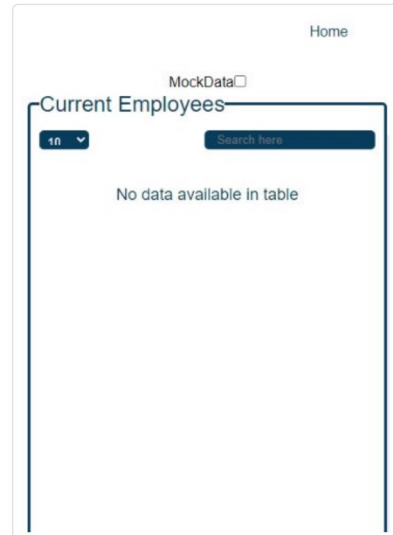 Home
MockData
Current Employees
10
Search here
No data available in table